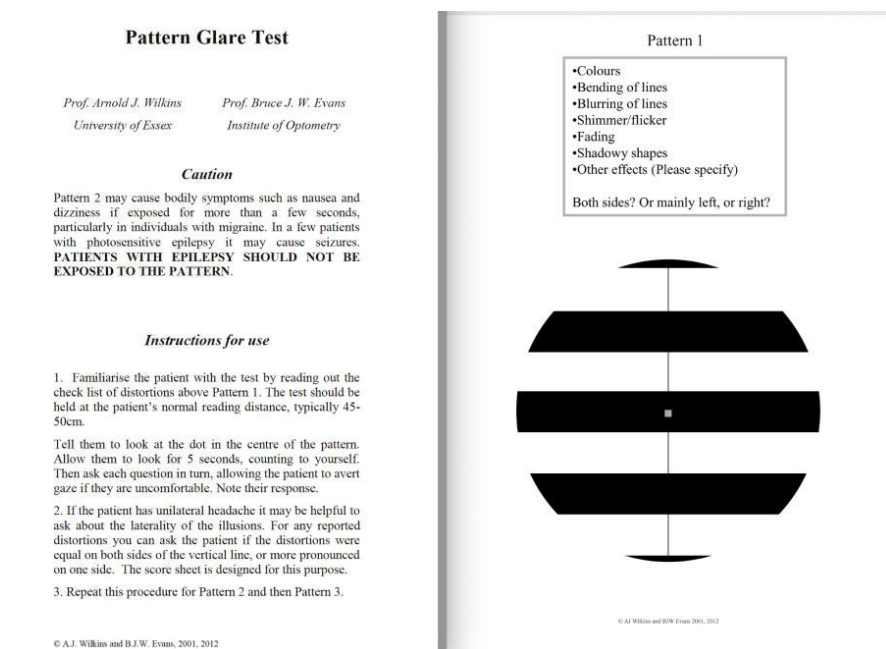 Pattern Glare Test
Prof. Arnold J. Wilkins Prof. Bruce J. W. Evans
University of Essex Institute of Optometry
Caution
Pattern 2 may cause bodily symptoms such as nausea and
dizziness if exposed for more than a few seconds,
particularly in individuals with migraine. In a few patients
with photosensitive epilepsy it may cause seizures.
PATIENTS WITH EPILEPSY SHOULD NOT BE
EXPOSED TO THE PATTERN.
Instructions for use
1. Familiarise the patient with the test by reading out the
check list of distortions above Pattern 1. The test should be
held at the patient's normal reading distance, typically 45-
50cm.
Tell them to look at the dot in the centre of the pattern.
Allow them to look for 5 seconds, counting to yourself.
Then ask each question in turn, allowing the patient to avert
gaze if they are uncomfortable. Note their response.
2. If the patient has unilateral headache it may be helpful to
ask about the laterality of the illusions. For any reported
distortions you can ask the patient if the distortions were
equal on both sides of the vertical line, or more pronounced
on one side. The score sheet is designed for this purpose.
3. Repeat this procedure for Pattern 2 and then Pattern 3.
© A.J. Wilkins and B.J.W. Evans, 2001, 2012
Pattern 1
•Colours
•Bending of lines
•Blurring of lines
•Shimmer/flicker
•Fading
•Shadowy shapes
•Other effects (Please specify)
Both sides? Or mainly left, or right?
© AJ Wilkins and BJW Evans 2001, 2012